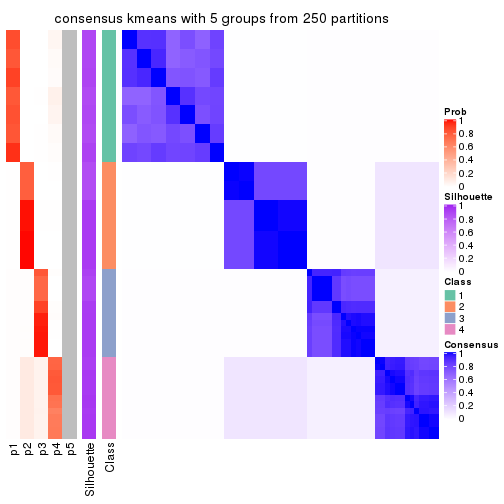 consensus kmeans with 5 groups from 250 partitions
Prob
1
0.8
0.6
0.4
0.2
0
Silhouette
1
0.8
0.6
0.4
0.2
0
Class
1
2
3
4
Consensus
1
0.8
0.6
0.4
0.2
0
p1
p2
p3
p4
p5
Silhouette
Class